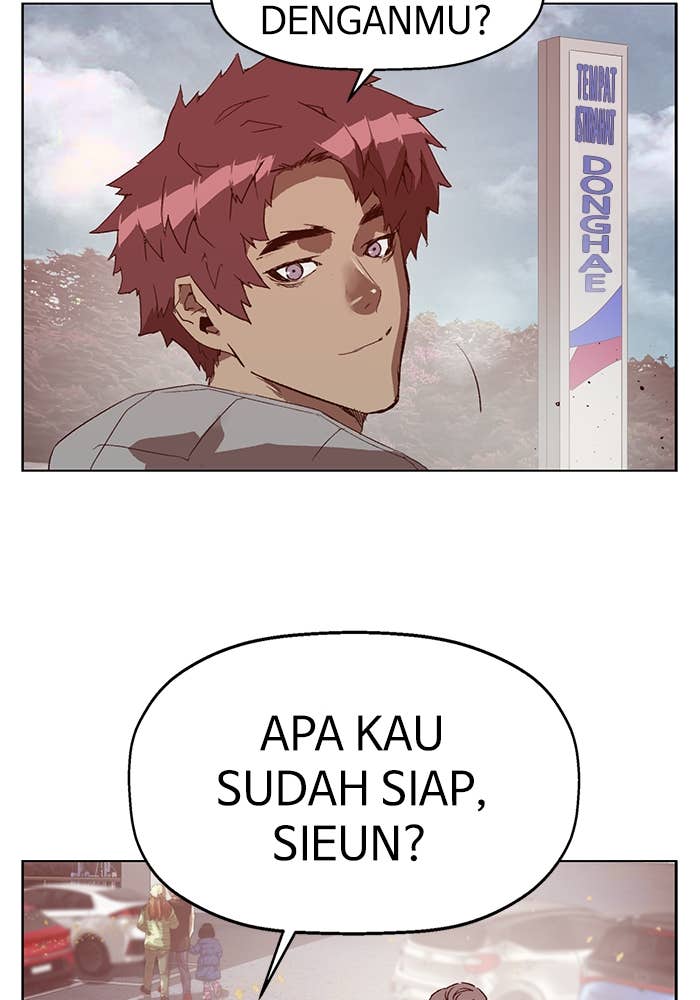 DENGANMU?
TEMPAT
ISTIRAHAT
DONGHAE
APA KAU
SUDAH SIAP,
SIEUN?